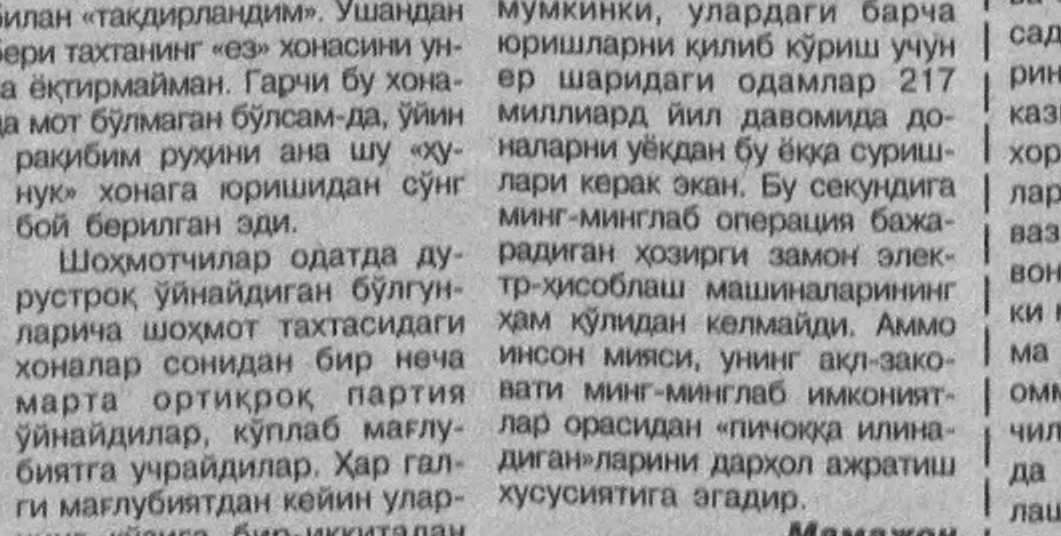 билан «тақдирландим». Ушандан
бери тахтанинг «ез» хонасини ун-
ча ёқтирмайман. Гарчи бу хона-
да мот бўлмаган бўлсам-да, ўйин
рақибим руҳини ана шу «ҳу-
нук» хонага юришидан сўнг
бой берилган эди.
Шоҳмотчилар одатда ду-
рустроқ ўйнайдиган бўлгун-
ларича шоҳмот тахтасидаги
хоналар сонидан бир неча
марта ортиқроқ партия
ўйнайдилар, кўплаб мағлу-
биятга учрайдилар. Ҳар гал-
ги мағлубиятдан кейин улар-
бир-иккитадан
мумкинки, улардаги барча
юришларни қилиб кўриш учун
ер шаридаги одамлар 217
миллиард йил давомида до-
наларни уёкдан бу ёққа суриш-
лари керак экан. Бу секундига
минг-минглаб операция бажа-
радиган ҳозирги замон элек-
тр-ҳисоблаш машиналарининг
ҳам қўлидан келмайди. Аммо
инсон мияси, унинг ақл-зако-
вати минг-минглаб имконият-
лар орасидан «пичоққа илина-
диган»ларини дарҳол ажратиш
хусусиятига эгадир.
Мамажон
сад
рин
каз
хор
лар
ваз
вон
ки
ма
омм
чил
да
лаш